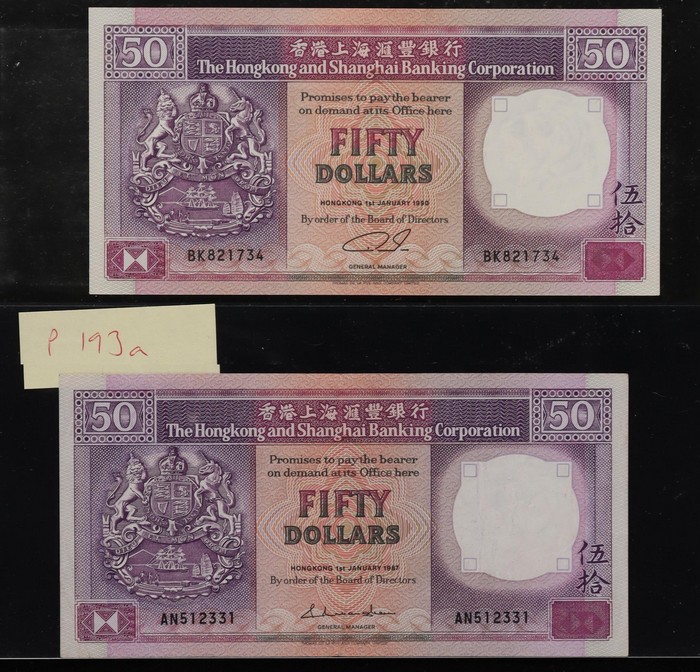 50 香港上海滙豐銀行 50
The Hongkong and Shanghai Banking Corporation
Promises to pay the bearer
on demand at its Office here
FIFTY
DOLLARS
HONGKONG 1st JANUARY 1990
By order of the Board of Directors
伍拾
BK821734 BK821734
GENERAL MANAGER
P 193a
50 香港上海滙豐銀行 50
The Hongkong and Shanghai Banking Corporation
Promises to pay the bearer
on demand at its Office here
FIFTY
DOLLARS
HONGKONG 1st JANUARY 1987
By order of the Board of Directors
伍拾
AN512331 AN512331
GENERAL MANAGER